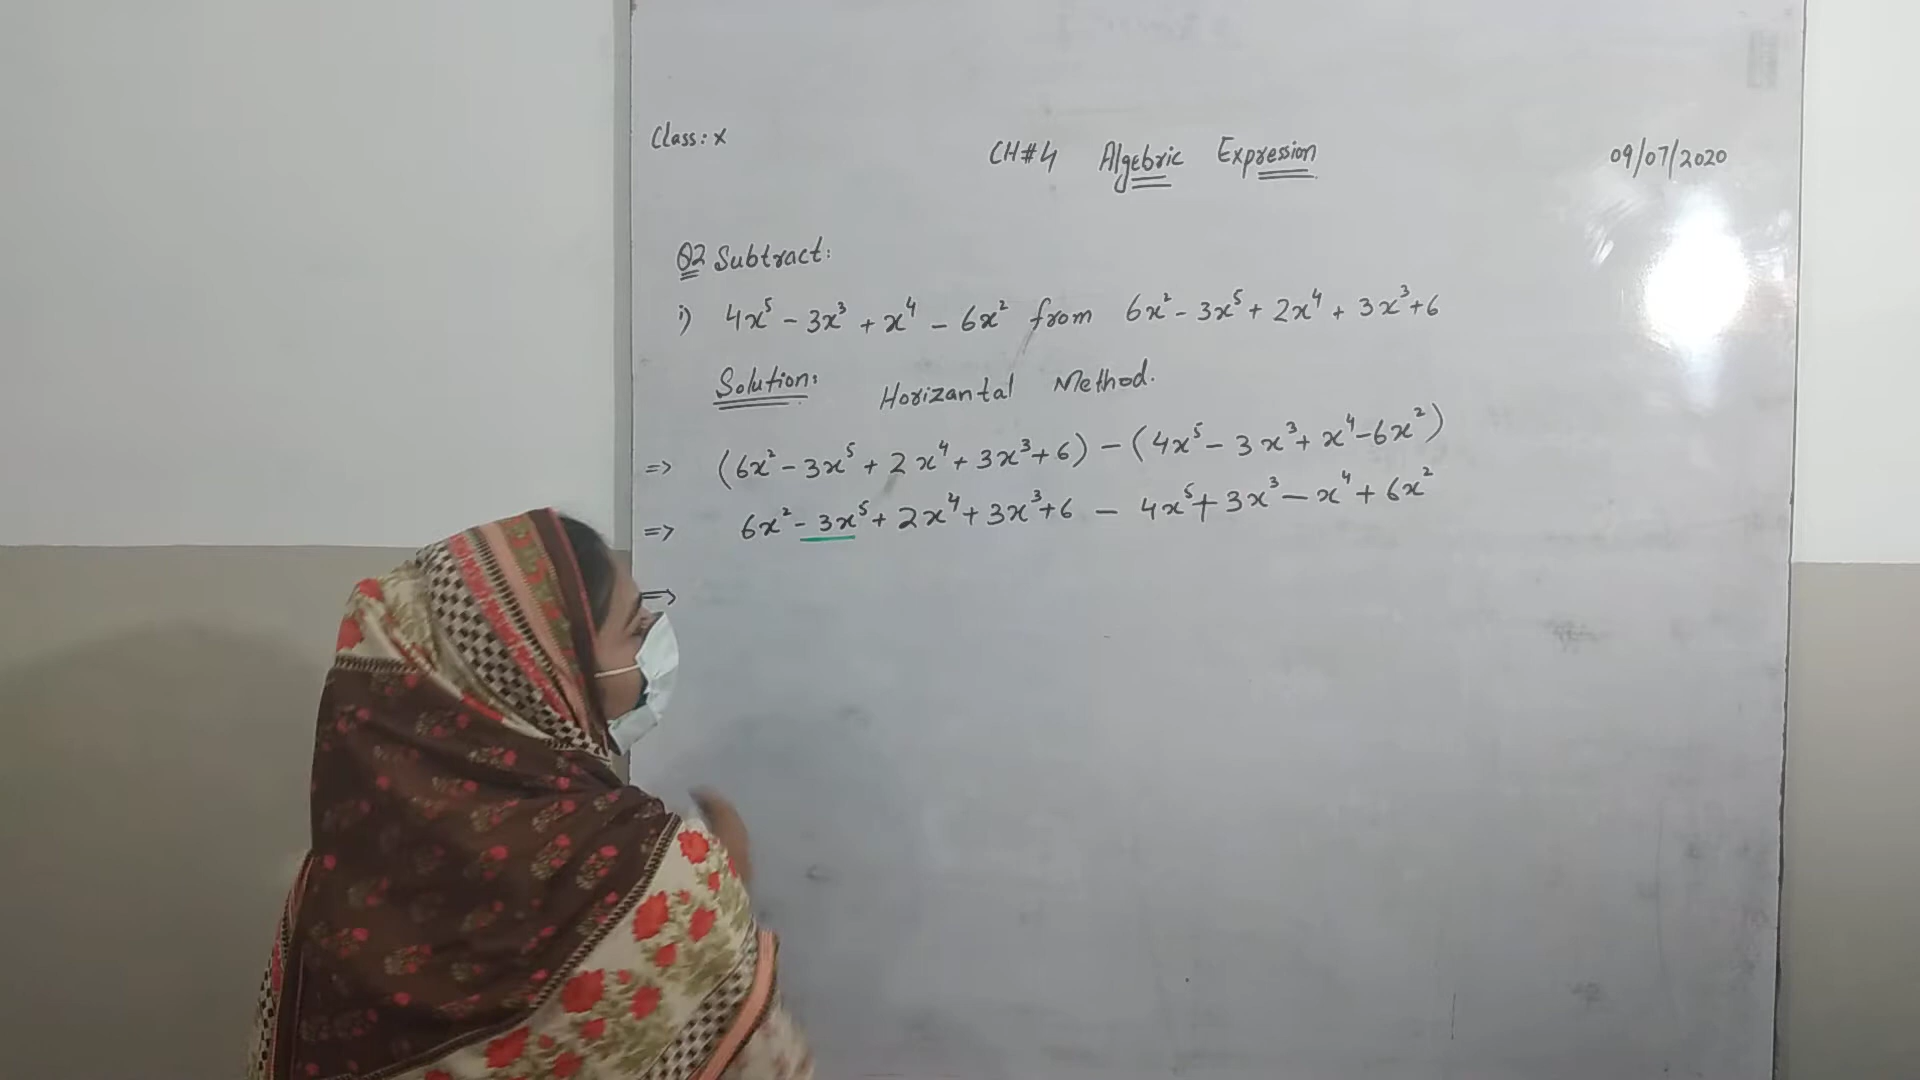 Class: X
CH#4 Algebric Expression
09/07/2020
Q2 Subtract:
i) 4x⁵ - 3x³ + x⁴ - 6x² from 6x² - 3x⁵ + 2x⁴ + 3x³ + 6
Solution: Horizantal Method.
=> (6x² - 3x⁵ + 2x⁴ + 3x³ + 6) - (4x⁵ - 3x³ + x⁴ - 6x²)
=> 6x² - 3x⁵ + 2x⁴ + 3x³ + 6 - 4x⁵ + 3x³ - x⁴ + 6x²
=>